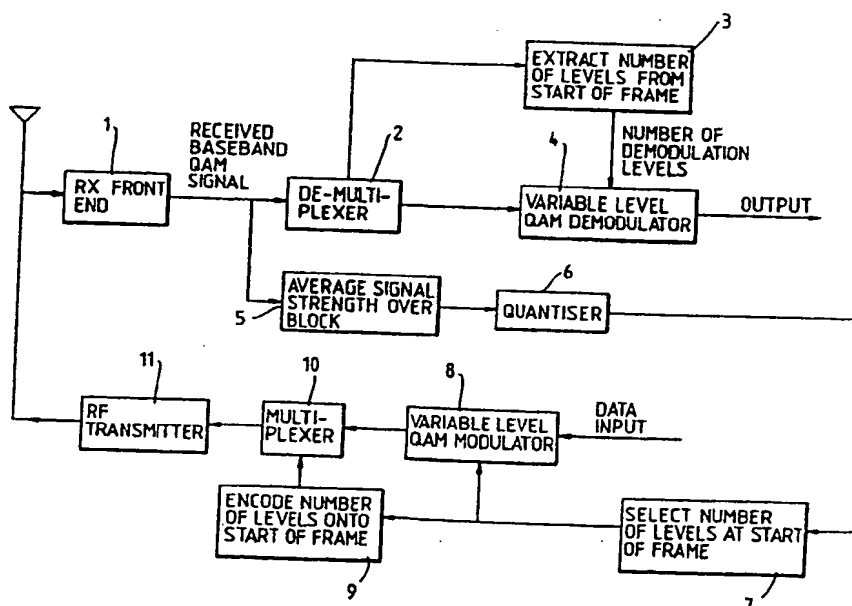 3
EXTRACT NUMBER
OF LEVELS FROM
START OF FRAME
1
RECEIVED
BASEBAND
QAM
SIGNAL
2
NUMBER OF
DEMODULATION
LEVELS
4
RX FRONT
END
DE-MULTI-
PLEXER
VARIABLE LEVEL
QAM DEMODULATOR
OUTPUT
5
AVERAGE SIGNAL
STRENGTH OVER
BLOCK
6
QUANTISER
11
RF
TRANSMITTER
10
MULTI-
PLEXER
8
VARIABLE LEVEL
QAM MODULATOR
DATA
INPUT
ENCODE NUMBER
OF LEVELS ONTO
START OF FRAME
9
SELECT NUMBER
OF LEVELS AT START
OF FRAME
7